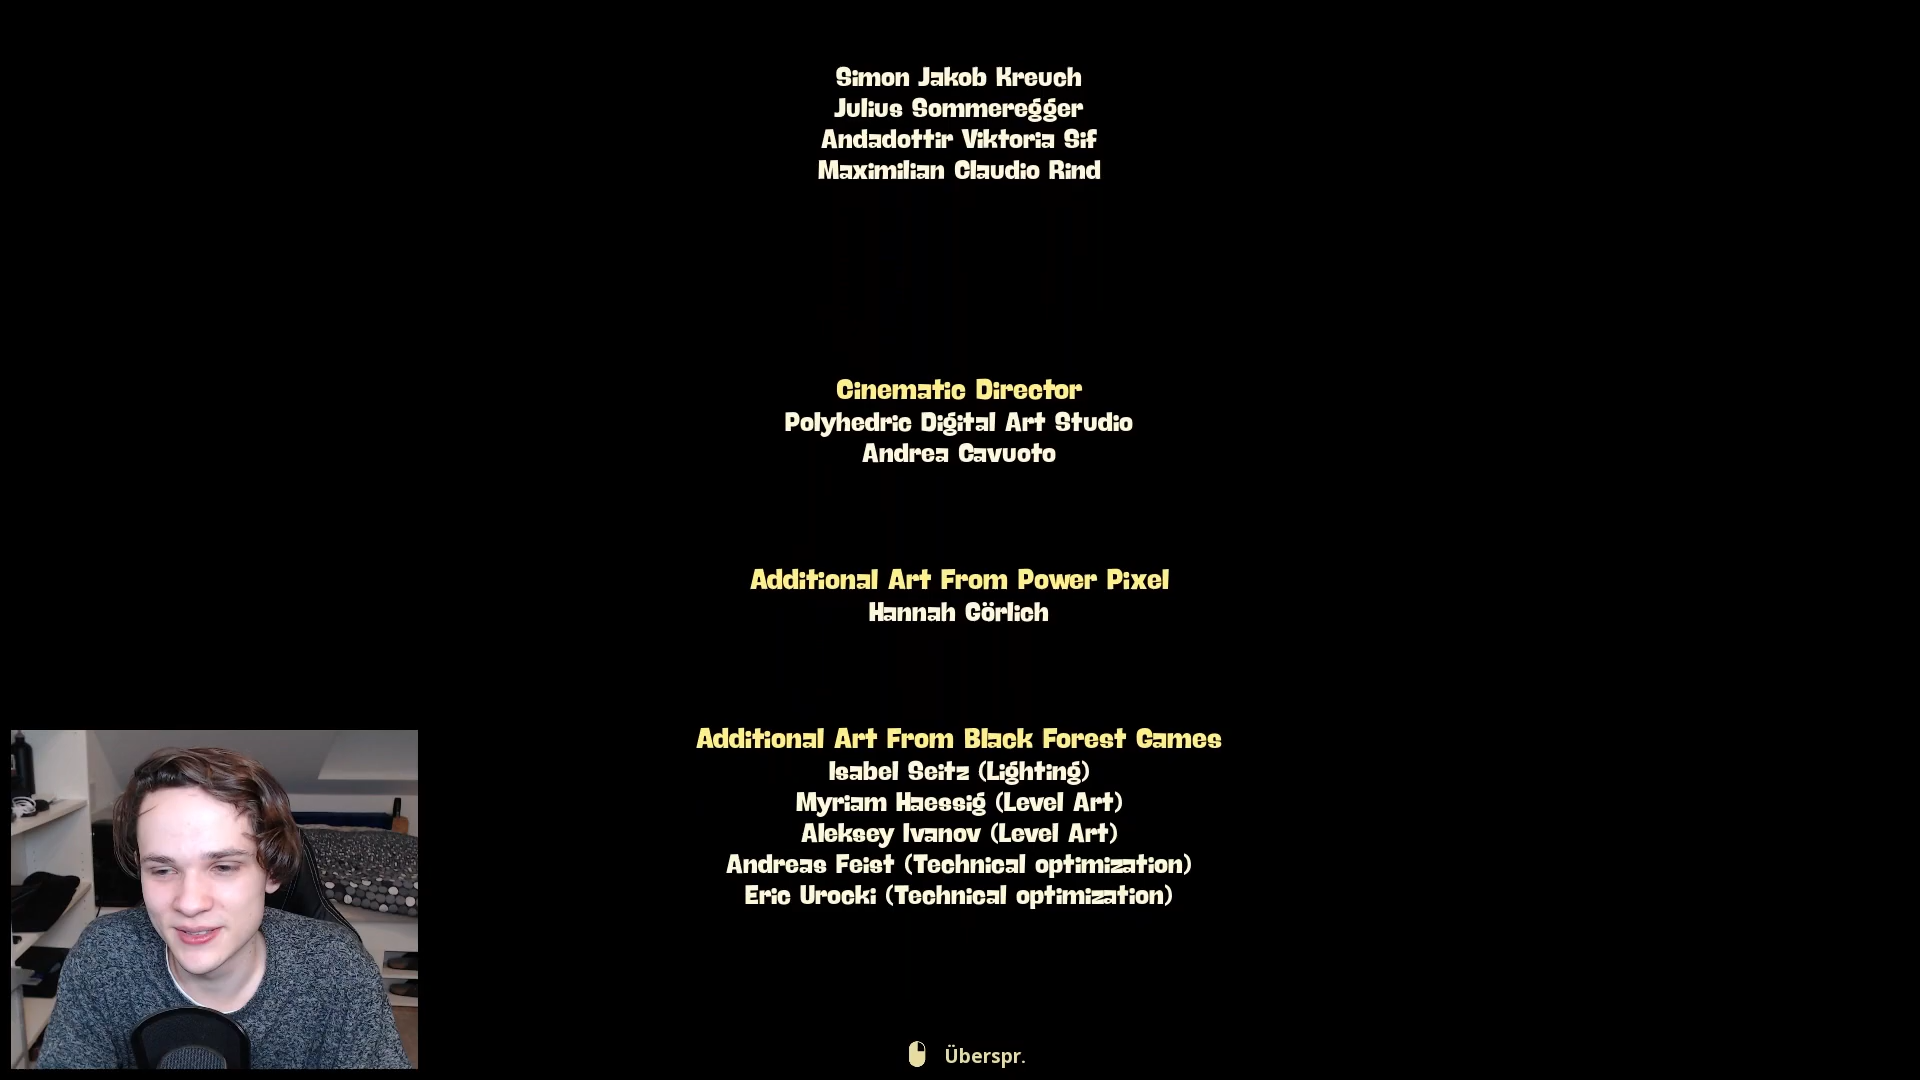 Simon Jakob Kreuch
Julius Sommeregger
Andadottir Viktoria Sif
Maximilian Claudio Rind
Cinematic Director
Polyhedric Digital Art Studio
Andrea Cavuoto
Additional Art From Power Pixel
Hannah Görlich
Additional Art From Black Forest Games
Isabel Seitz (Lighting)
Myriam Haessig (Level Art)
Aleksey Ivanov (Level Art)
Andreas Feist (Technical optimization)
Eric Urocki (Technical optimization)
Überspr.